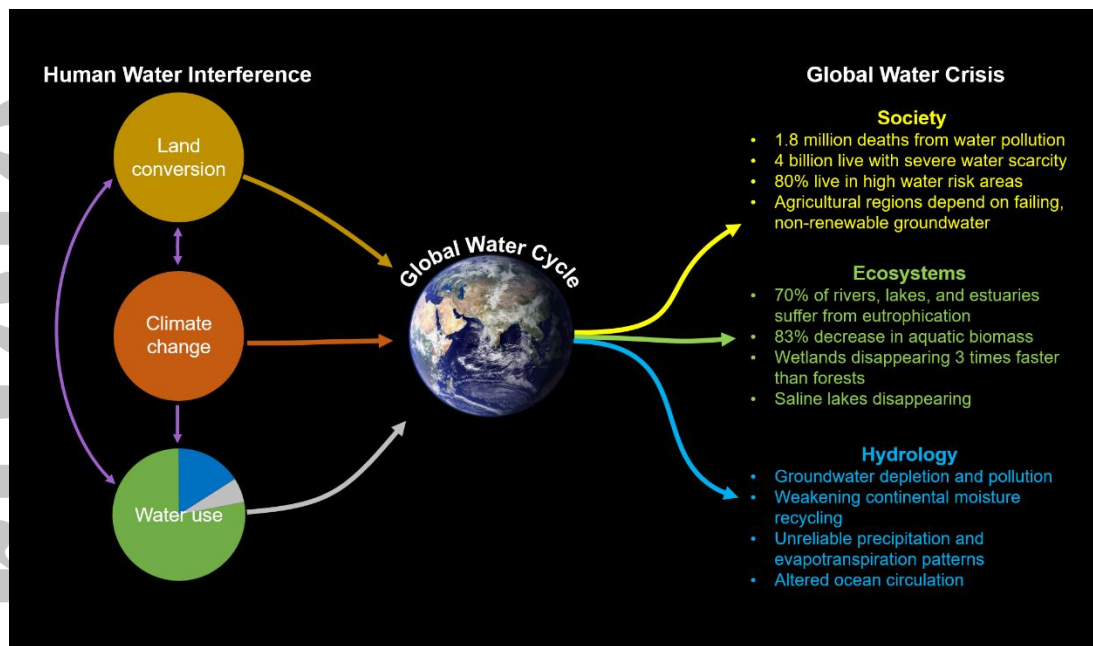 Human Water Interference
Land
conversion
Climate
change
Water use
Global Water Cycle
Global Water Crisis
Society
• 1.8 million deaths from water pollution
• 4 billion live with severe water scarcity
• 80% live in high water risk areas
• Agricultural regions depend on failing,
non-renewable groundwater
Ecosystems
• 70% of rivers, lakes, and estuaries
suffer from eutrophication
• 83% decrease in aquatic biomass
• Wetlands disappearing 3 times faster
than forests
• Saline lakes disappearing
Hydrology
• Groundwater depletion and pollution
• Weakening continental moisture
recycling
• Unreliable precipitation and
evapotranspiration patterns
• Altered ocean circulation